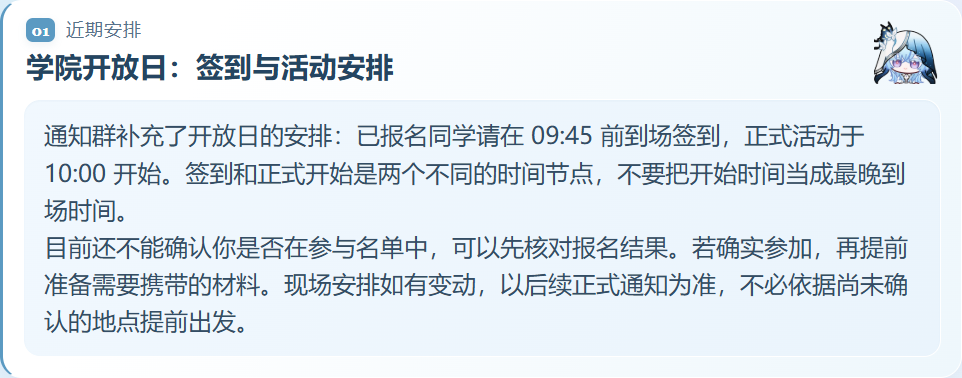 01 近期安排
学院开放日：签到与活动安排
通知群补充了开放日的安排：已报名同学请在 09:45 前到场签到，正式活动于
10:00 开始。签到和正式开始是两个不同的时间节点，不要把开始时间当成最晚到
场时间。
目前还不能确认你是否在参与名单中，可以先核对报名结果。若确实参加，再提前
准备需要携带的材料。现场安排如有变动，以后续正式通知为准，不必依据尚未确
认的地点提前出发。